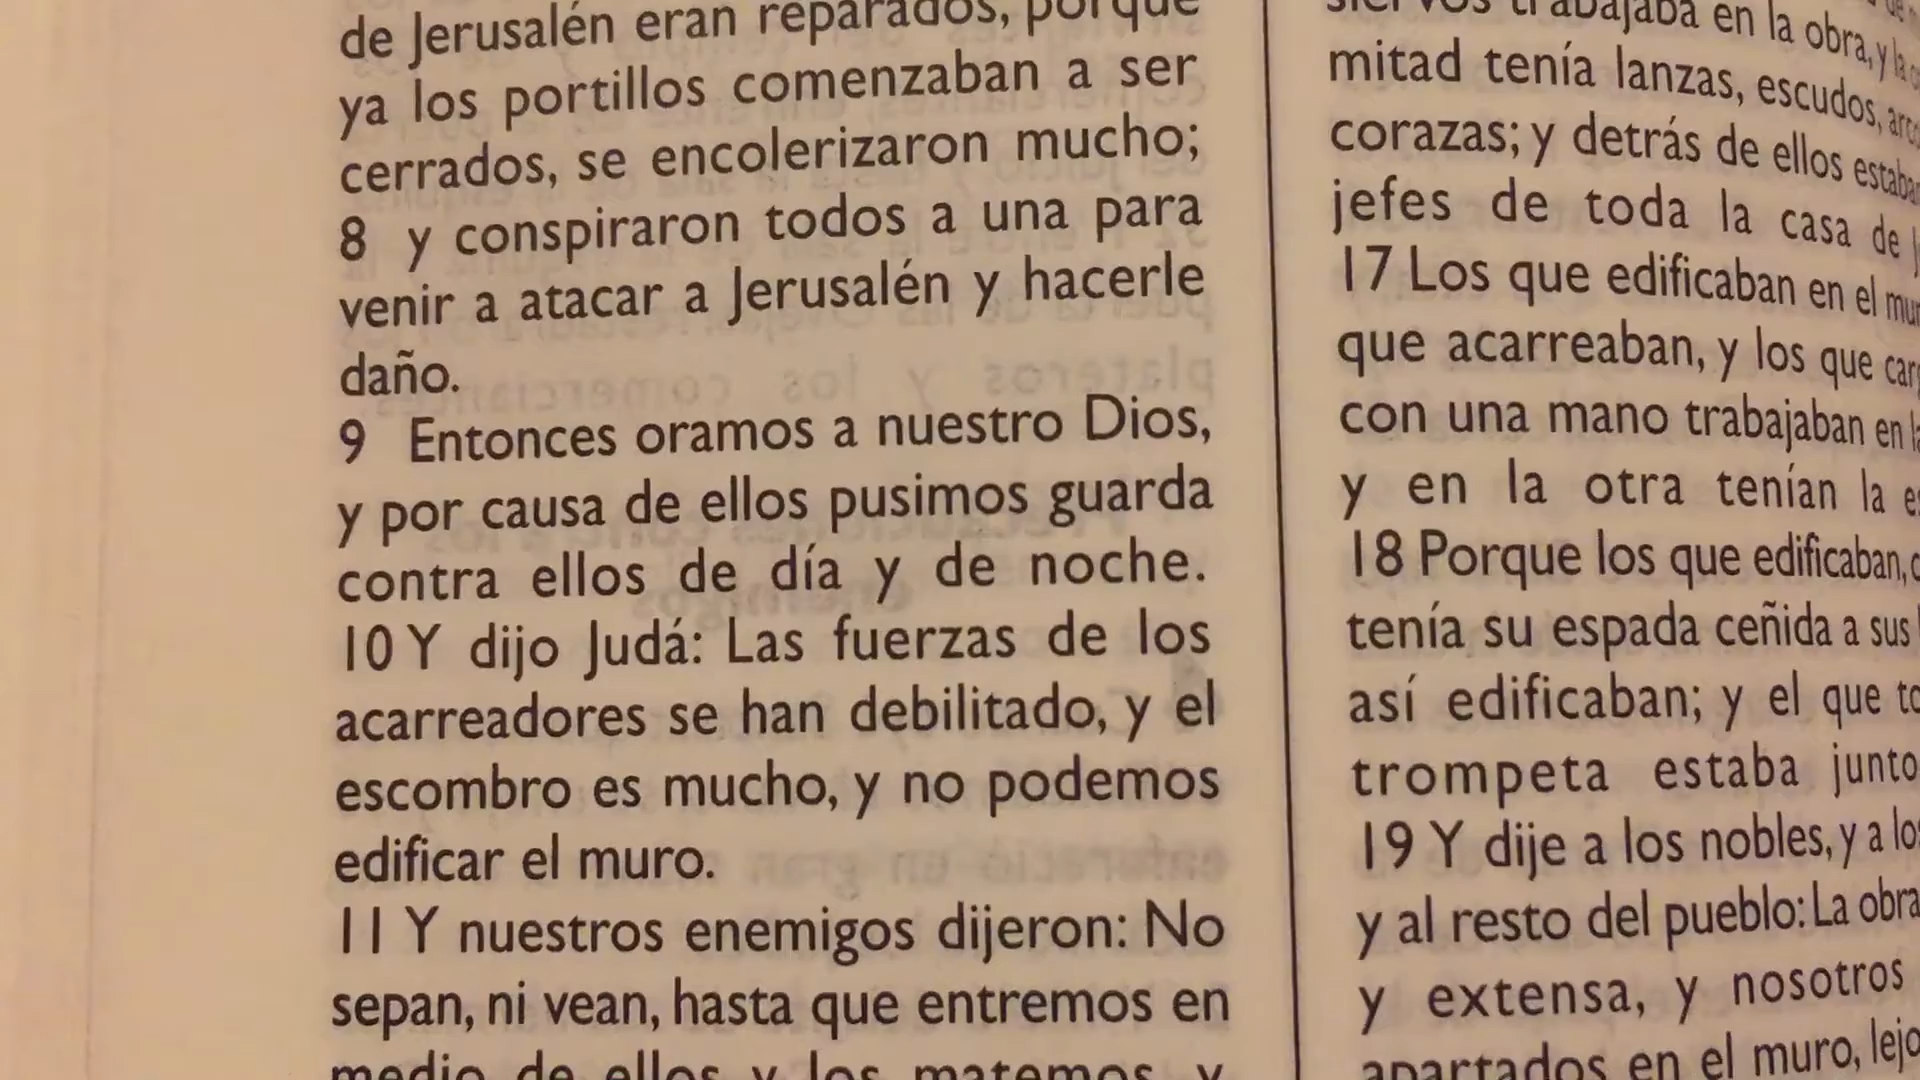 de Jerusalén eran reparados, porque
ya los portillos comenzaban a ser
cerrados, se encolerizaron mucho;
8 y conspiraron todos a una para
venir a atacar a Jerusalén y hacerle
daño.
9 Entonces oramos a nuestro Dios,
y por causa de ellos pusimos guarda
contra ellos de día y de noche.
10 Y dijo Judá: Las fuerzas de los
acarreadores se han debilitado, y el
escombro es mucho, y no podemos
edificar el muro.
11 Y nuestros enemigos dijeron: No
sepan, ni vean, hasta que entremos en
medio de ellos y los matemos, y
trabajaba en la obra, y la
mitad tenía lanzas, escudos,
corazas; y detrás de ellos
jefes de toda la casa de
17 Los que edificaban en el
que acarreaban, y los que
con una mano trabajaban en
y en la otra tenían la
18 Porque los que edificaban,
tenía su espada ceñida a sus
así edificaban; y el que
trompeta estaba junto
19 Y dije a los nobles, y a
y al resto del pueblo: La obra
y extensa, y nosotros
apartados en el muro,